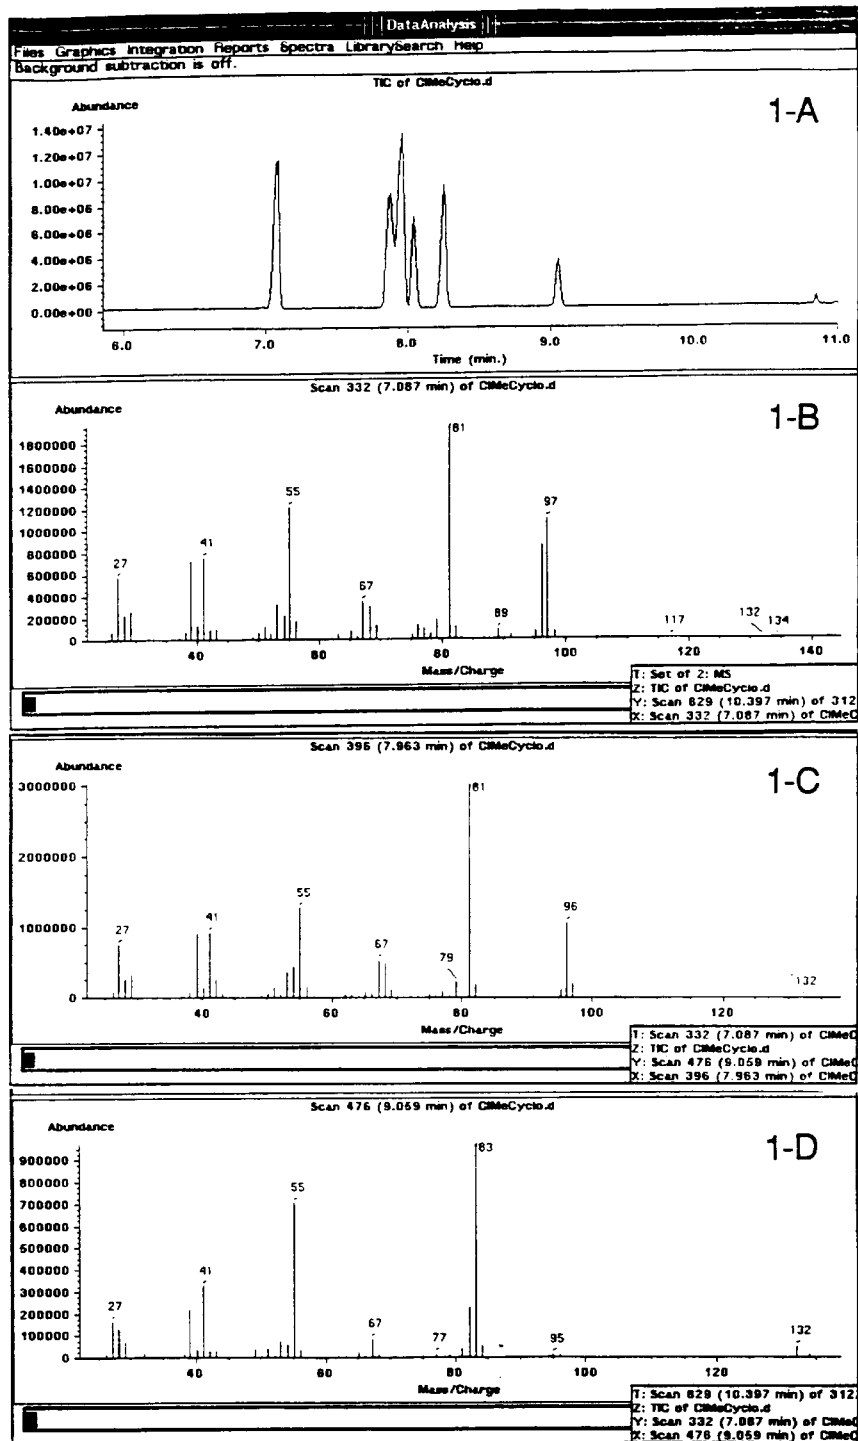 DataAnalysis
Files Graphics Integration Reports Spectra LibrarySearch Help
Background subtraction is off.
TIC of ClMeCyclo.d
Abundance
1-A
1.40e+07
1.20e+07
1.00e+07
8.00e+06
6.00e+06
4.00e+06
2.00e+06
0.00e+00
6.0 7.0 8.0 9.0 10.0 11.0
Time (min.)
Scan 332 (7.087 min) of ClMeCyclo.d
Abundance
1-B
1800000
1600000
1400000
1200000
1000000
800000
600000
400000
200000
0
27 41 55 67 81 89 97 117 132 134
40 60 80 100 120 140
Mass/Charge
T: Set of 2: MS
Z: TIC of ClMeCyclo.d
Y: Scan 829 (10.397 min) of 312
X: Scan 332 (7.087 min) of ClMeC
Scan 396 (7.963 min) of ClMeCyclo.d
Abundance
1-C
3000000
2000000
1000000
0
27 41 55 67 79 81 96 132
40 60 80 100 120
Mass/Charge
T: Scan 332 (7.087 min) of ClMeC
Z: TIC of ClMeCyclo.d
Y: Scan 476 (9.059 min) of ClMeC
X: Scan 396 (7.963 min) of ClMeC
Scan 476 (9.059 min) of ClMeCyclo.d
Abundance
1-D
900000
800000
700000
600000
500000
400000
300000
200000
100000
0
27 41 55 67 77 83 95 132
40 60 80 100 120
Mass/Charge
T: Scan 829 (10.397 min) of 312.
Z: TIC of ClMeCyclo.d
Y: Scan 332 (7.087 min) of ClMeC
X: Scan 476 (9.059 min) of ClMeC